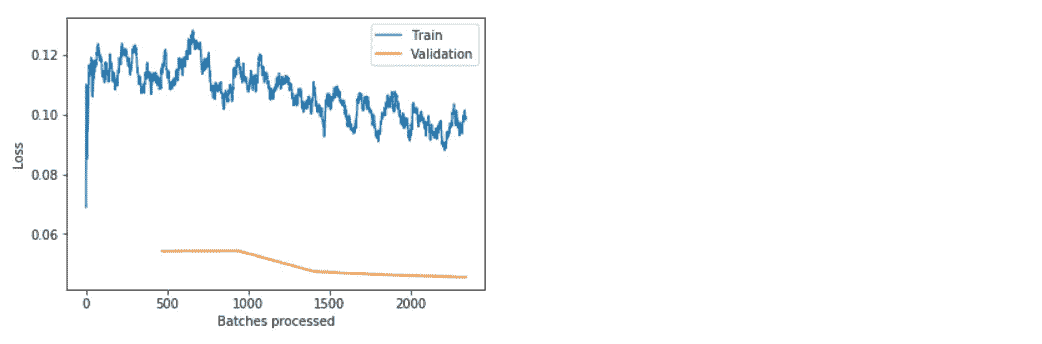 Train
Validation
0.12
0.10
0.08
0.06
Loss
0 500 1000 1500 2000
Batches processed